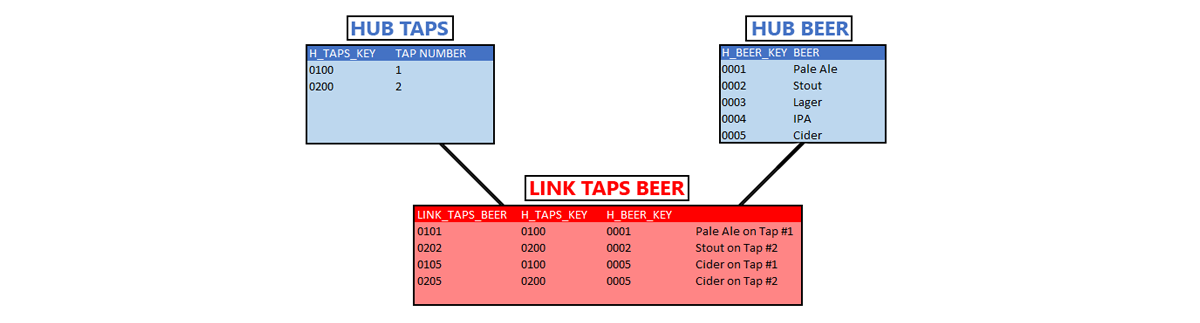 HUB TAPS
H_TAPS_KEY TAP NUMBER
0100 1
0200 2
HUB BEER
H_BEER_KEY BEER
0001 Pale Ale
0002 Stout
0003 Lager
0004 IPA
0005 Cider
LINK TAPS BEER
LINK_TAPS_BEER H_TAPS_KEY H_BEER_KEY
0101 0100 0001 Pale Ale on Tap #1
0202 0200 0002 Stout on Tap #2
0105 0100 0005 Cider on Tap #1
0205 0200 0005 Cider on Tap #2